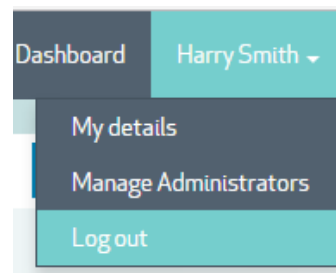 Dashboard Harry Smith
My details
Manage Administrators
Log out